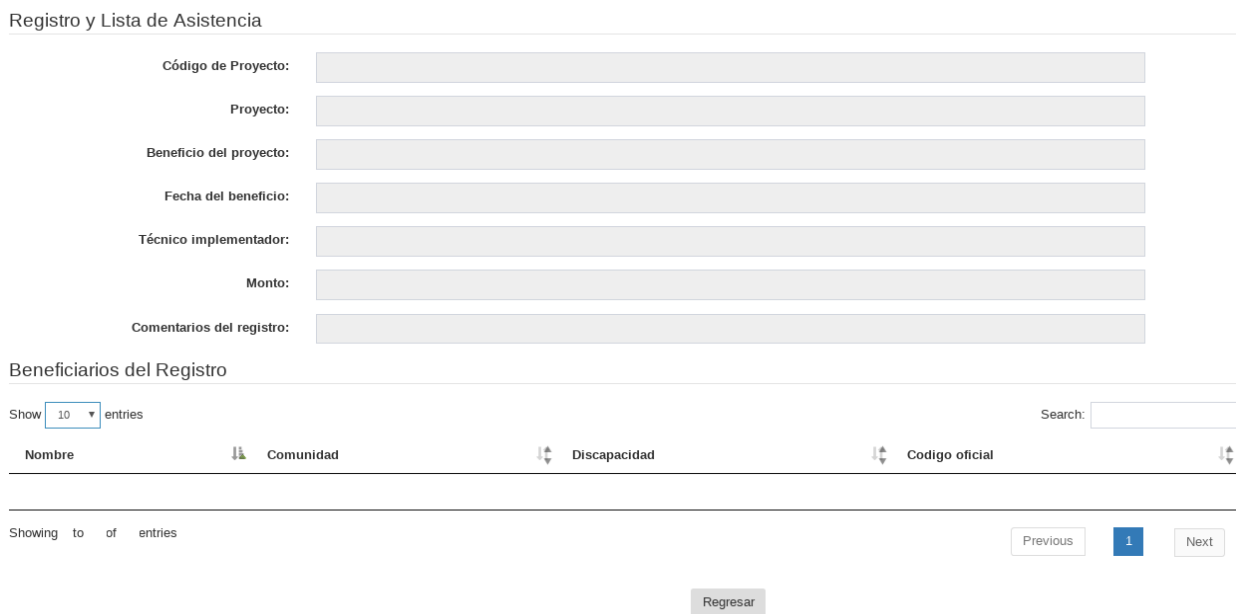 Registro y Lista de Asistencia
Código de Proyecto:
Proyecto:
Beneficio del proyecto:
Fecha del beneficio:
Técnico implementador:
Monto:
Comentarios del registro:
Beneficiarios del Registro
Show 10 entries Search:
Nombre Comunidad Discapacidad Codigo oficial
Showing to of entries Previous 1 Next
Regresar